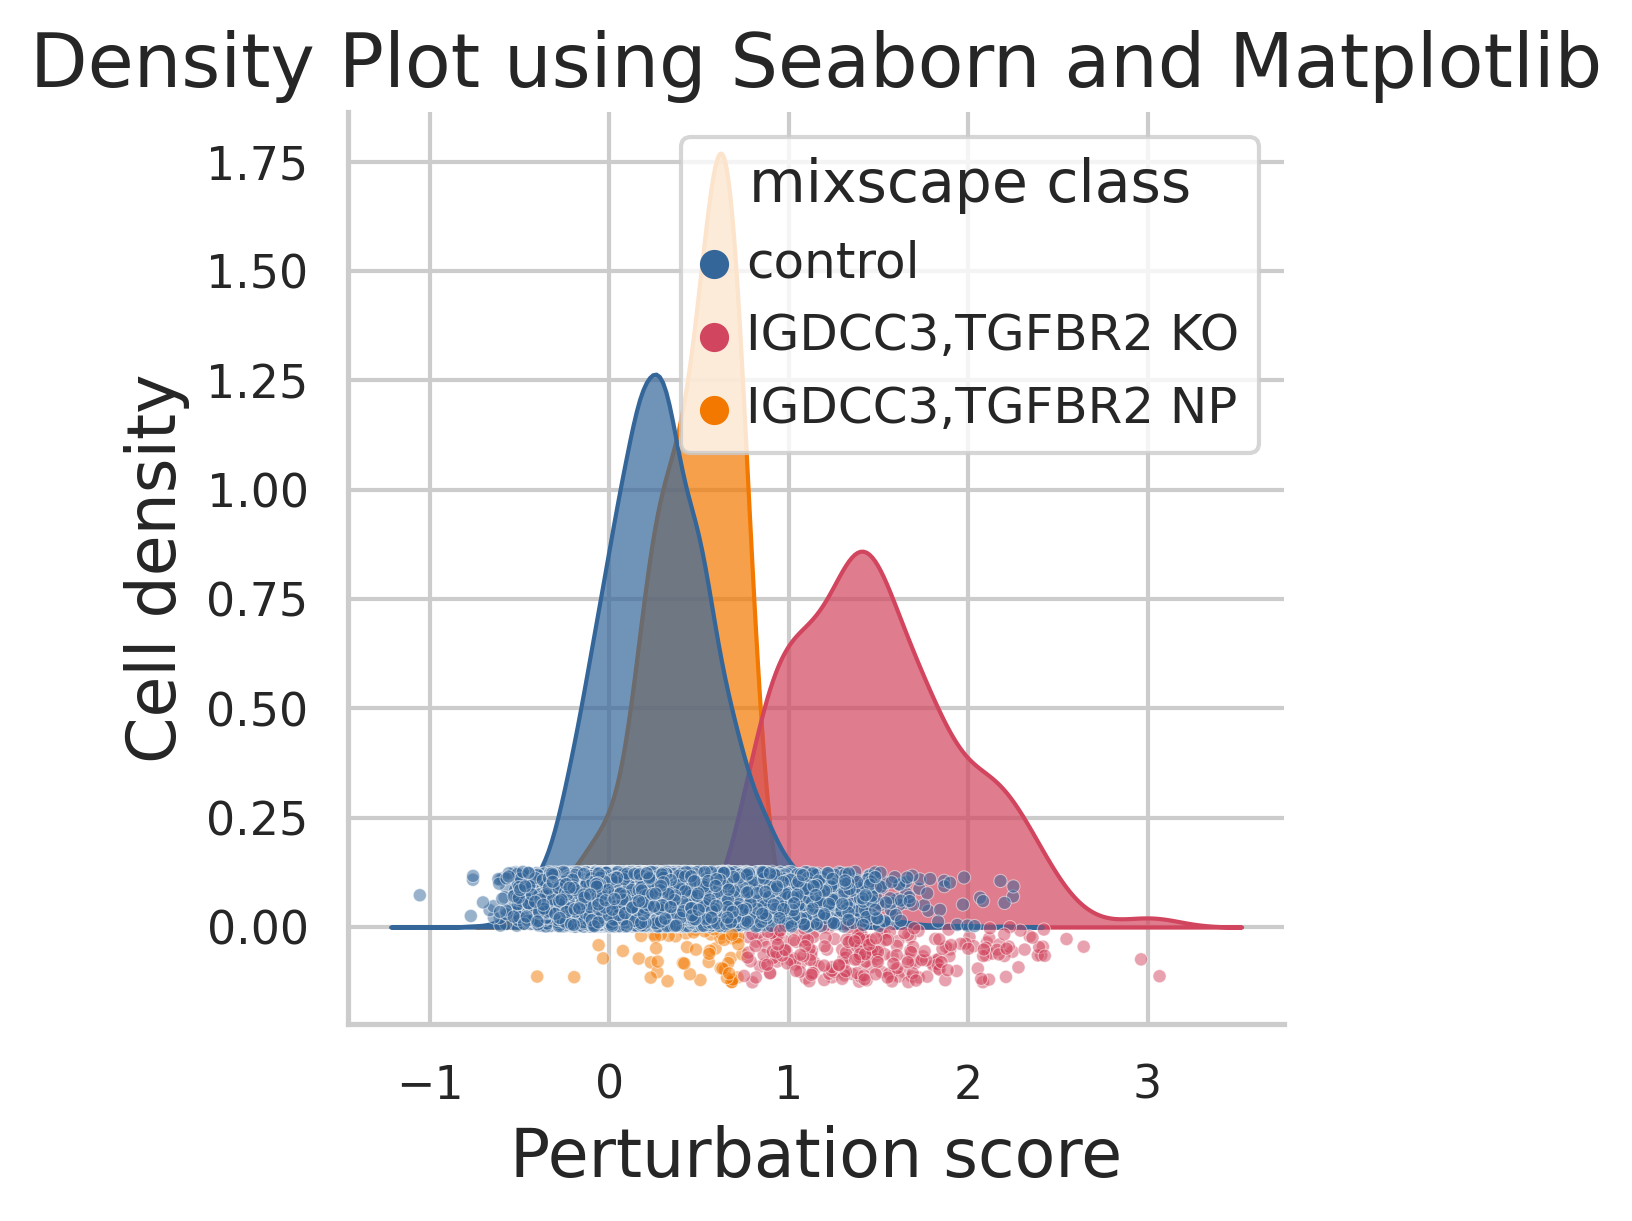 Density Plot using Seaborn and Matplotlib
mixscape class
control
IGDCC3,TGFBR2 KO
IGDCC3,TGFBR2 NP
Cell density
1.75
1.50
1.25
1.00
0.75
0.50
0.25
0.00
−1 0 1 2 3
Perturbation score